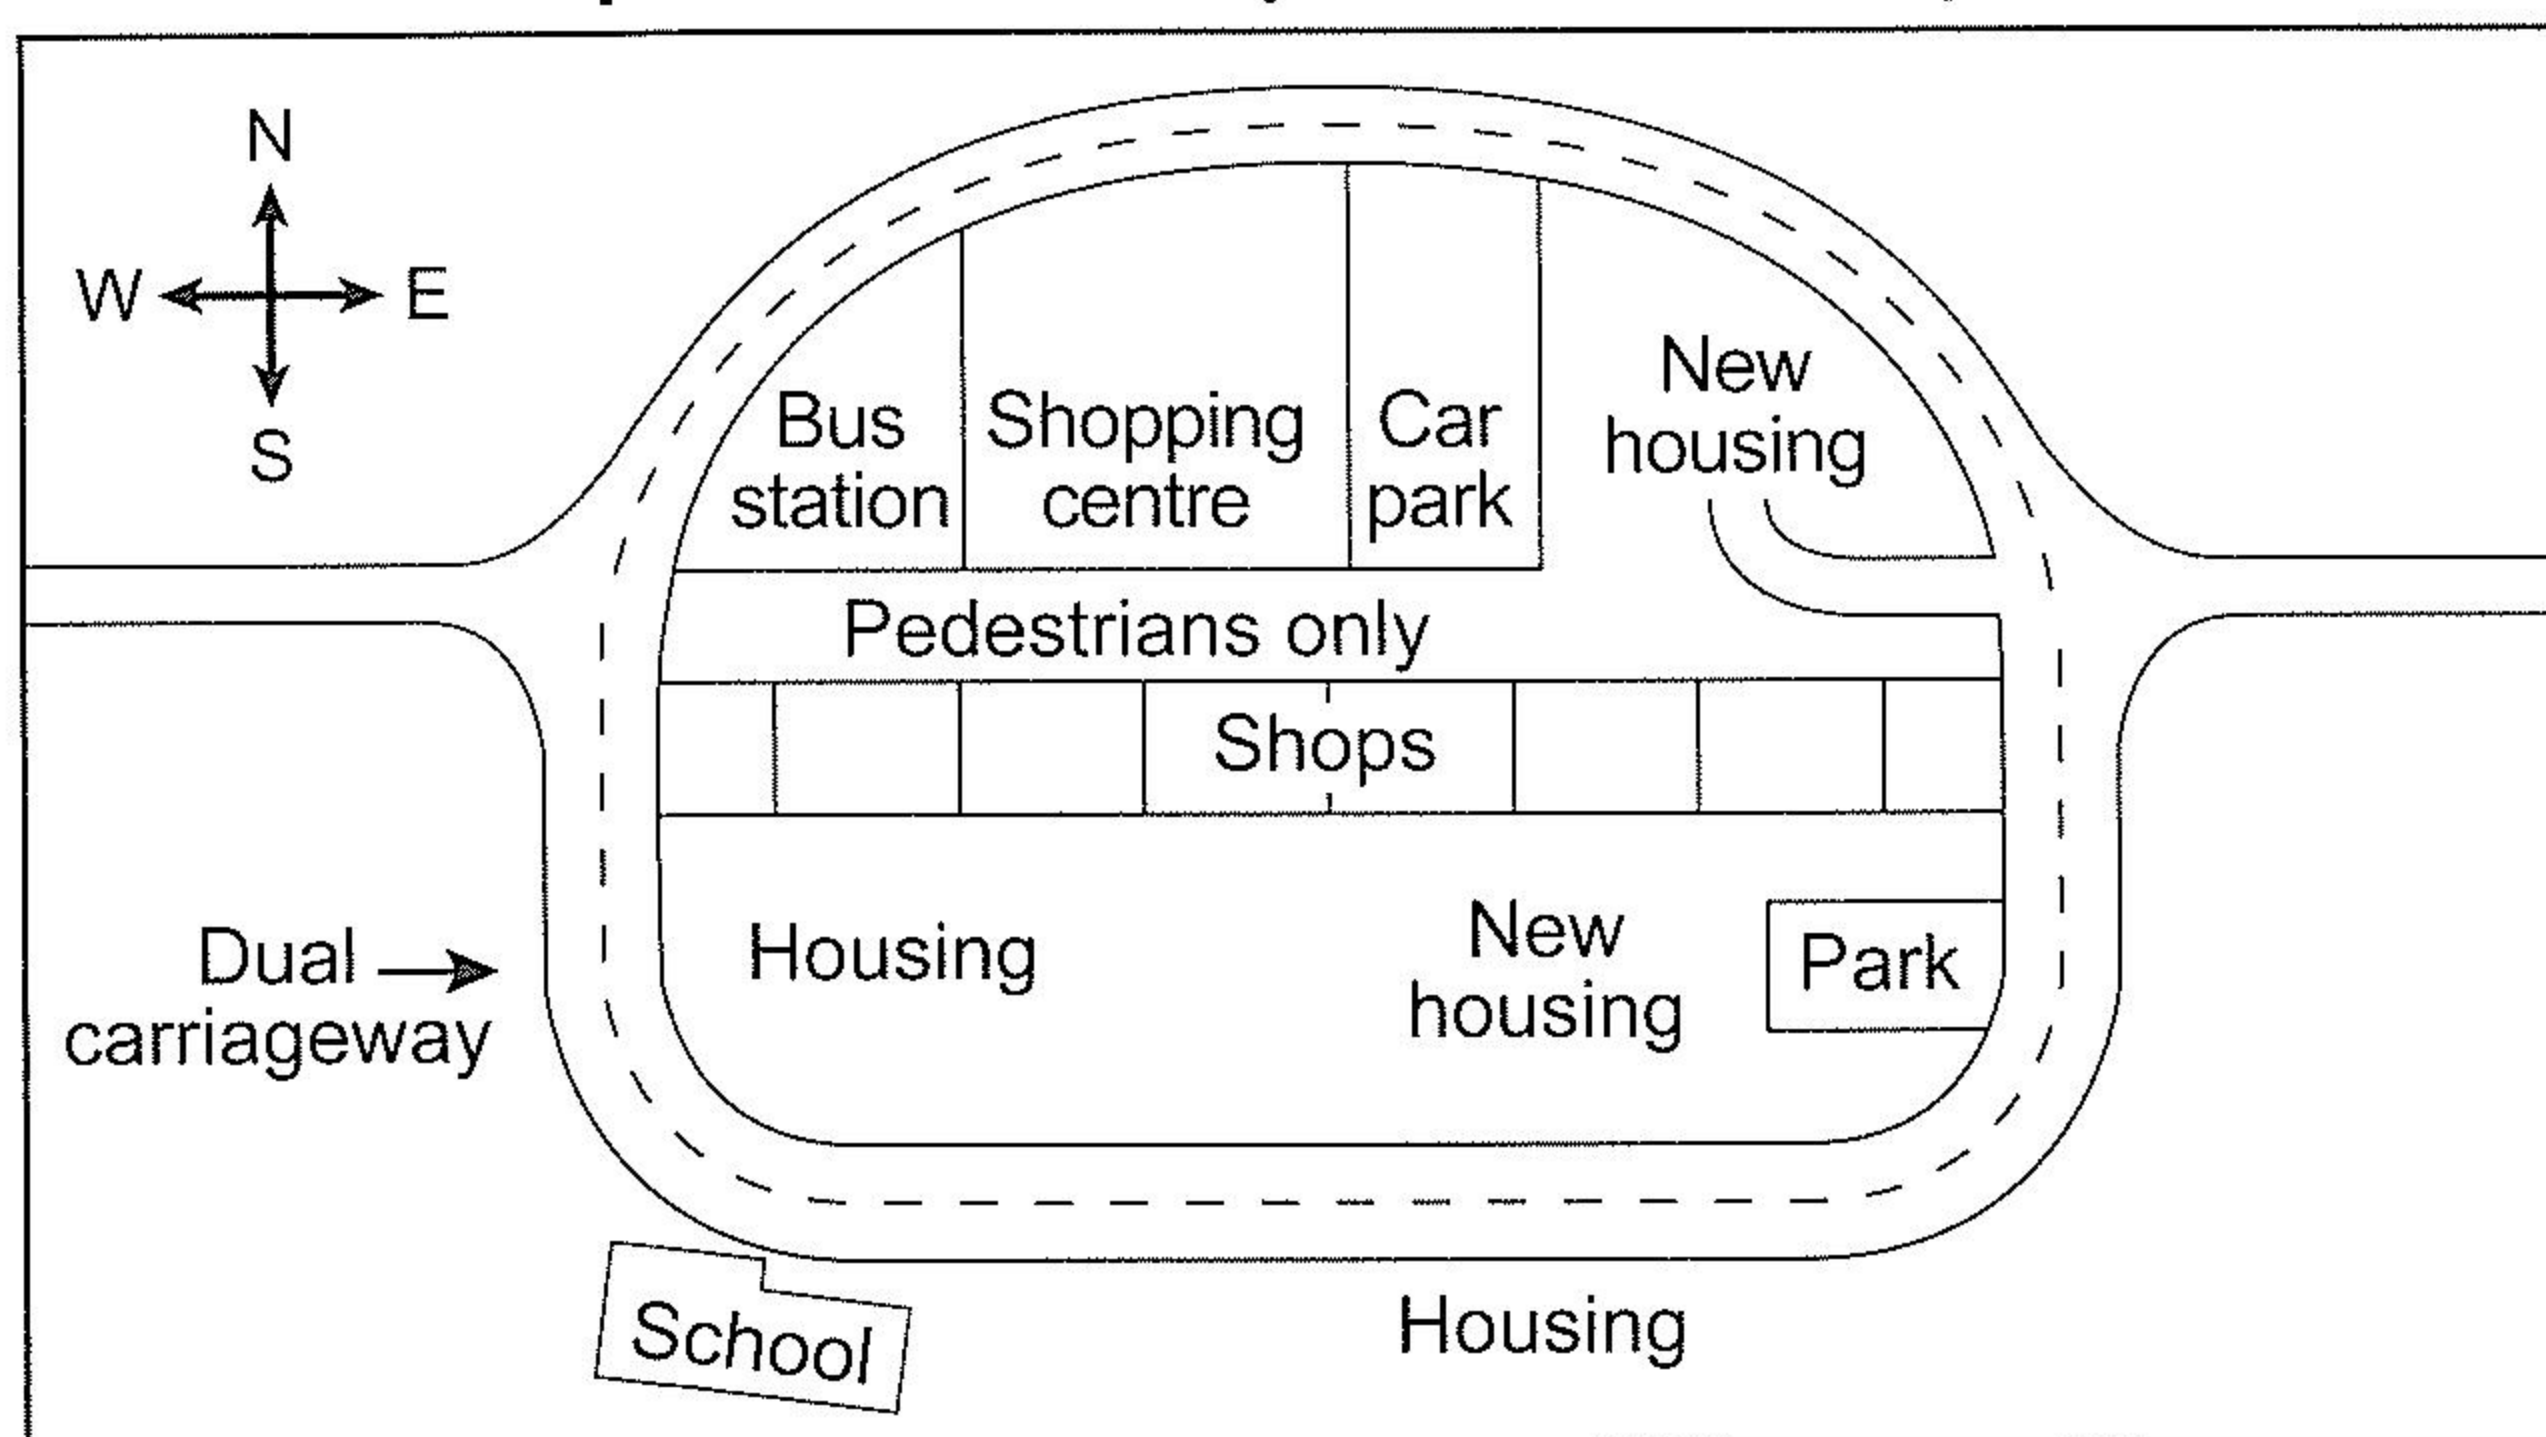 N
W E
S
Bus
station
Shopping
centre
Car
park
New
housing
Pedestrians only
Shops
Dual
carriageway
Housing
New
housing
Park
School
Housing